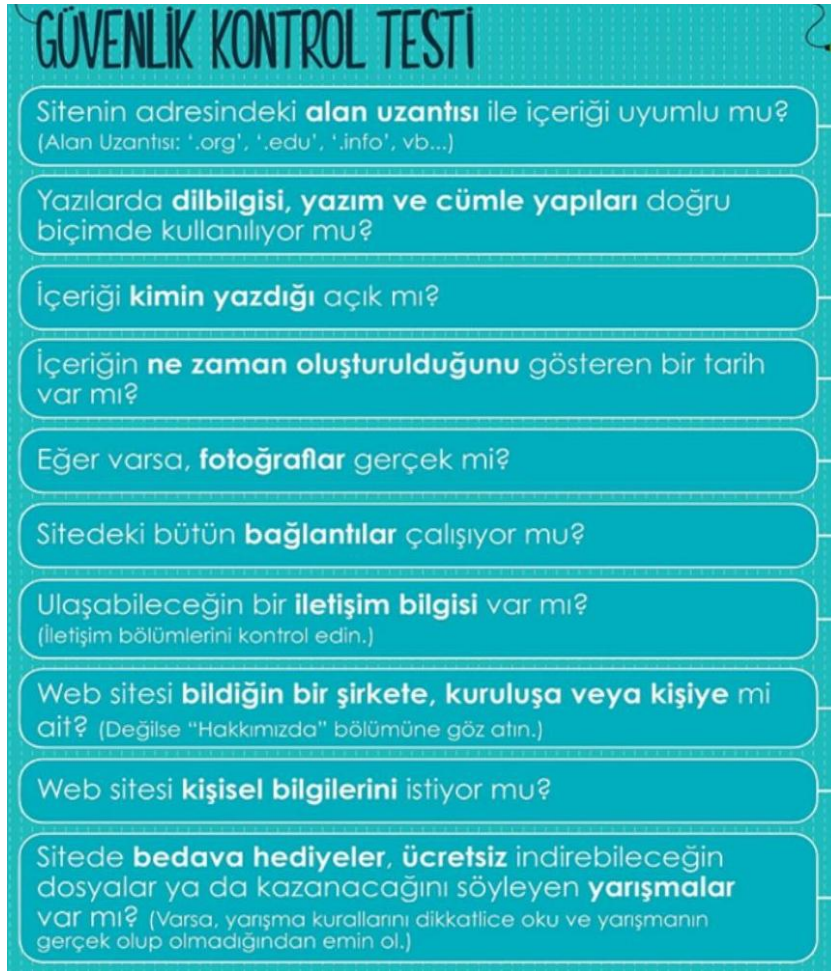 GÜVENLİK KONTROL TESTİ
Sitenin adresindeki alan uzantısı ile içeriği uyumlu mu?
(Alan Uzantısı: ‘.org’, ‘.edu’, ‘.info’, vb...)
Yazılarda dilbilgisi, yazım ve cümle yapıları doğru
biçimde kullanılıyor mu?
İçeriği kimin yazdığı açık mı?
İçeriğin ne zaman oluşturulduğunu gösteren bir tarih
var mı?
Eğer varsa, fotoğraflar gerçek mi?
Sitedeki bütün bağlantılar çalışıyor mu?
Ulaşabileceğin bir iletişim bilgisi var mı?
(İletişim bölümlerini kontrol edin.)
Web sitesi bildiğin bir şirkete, kuruluşa veya kişiye mi
ait? (Değilse “Hakkımızda” bölümüne göz atın.)
Web sitesi kişisel bilgilerini istiyor mu?
Sitede bedava hediyeler, ücretsiz indirebileceğin
dosyalar ya da kazanacağını söyleyen yarışmalar
var mı? (Varsa, yarışma kurallarını dikkatlice oku ve yarışmanın
gerçek olup olmadığından emin ol.)